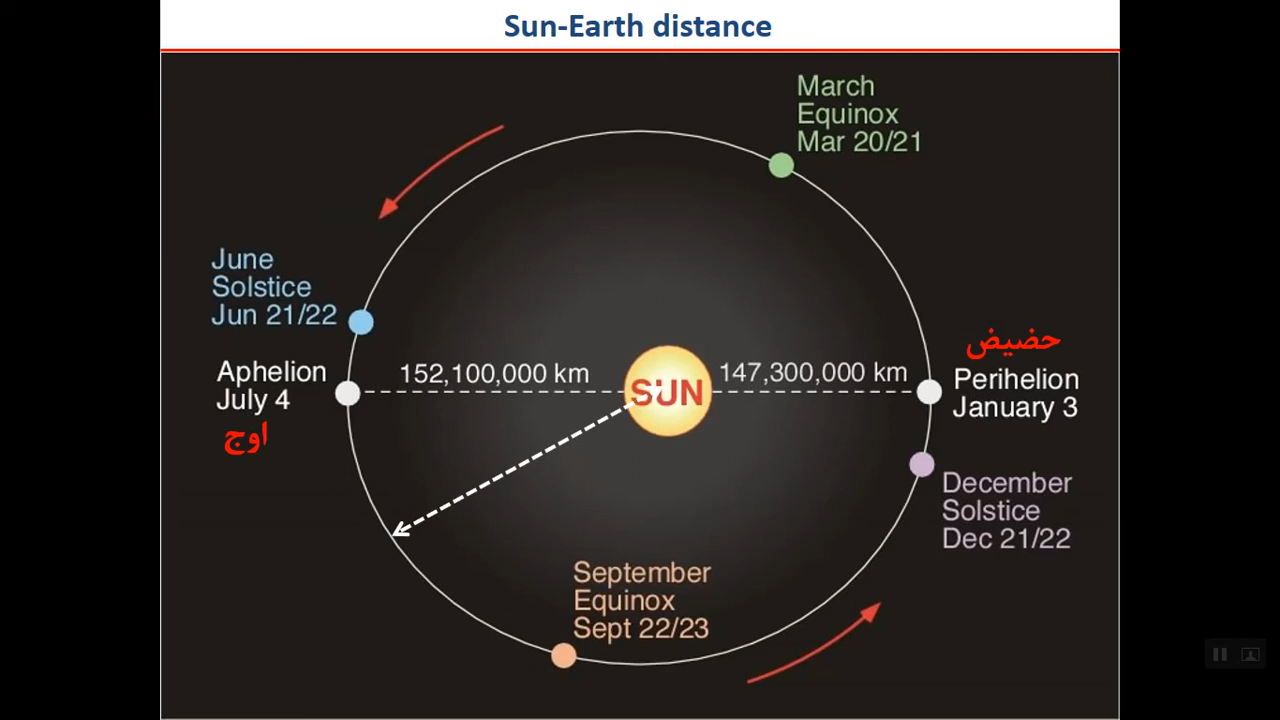 Sun-Earth distance
March
Equinox
Mar 20/21
June
Solstice
Jun 21/22
Aphelion
July 4
اوج
152,100,000 km
SUN
147,300,000 km
حضیض
Perihelion
January 3
December
Solstice
Dec 21/22
September
Equinox
Sept 22/23